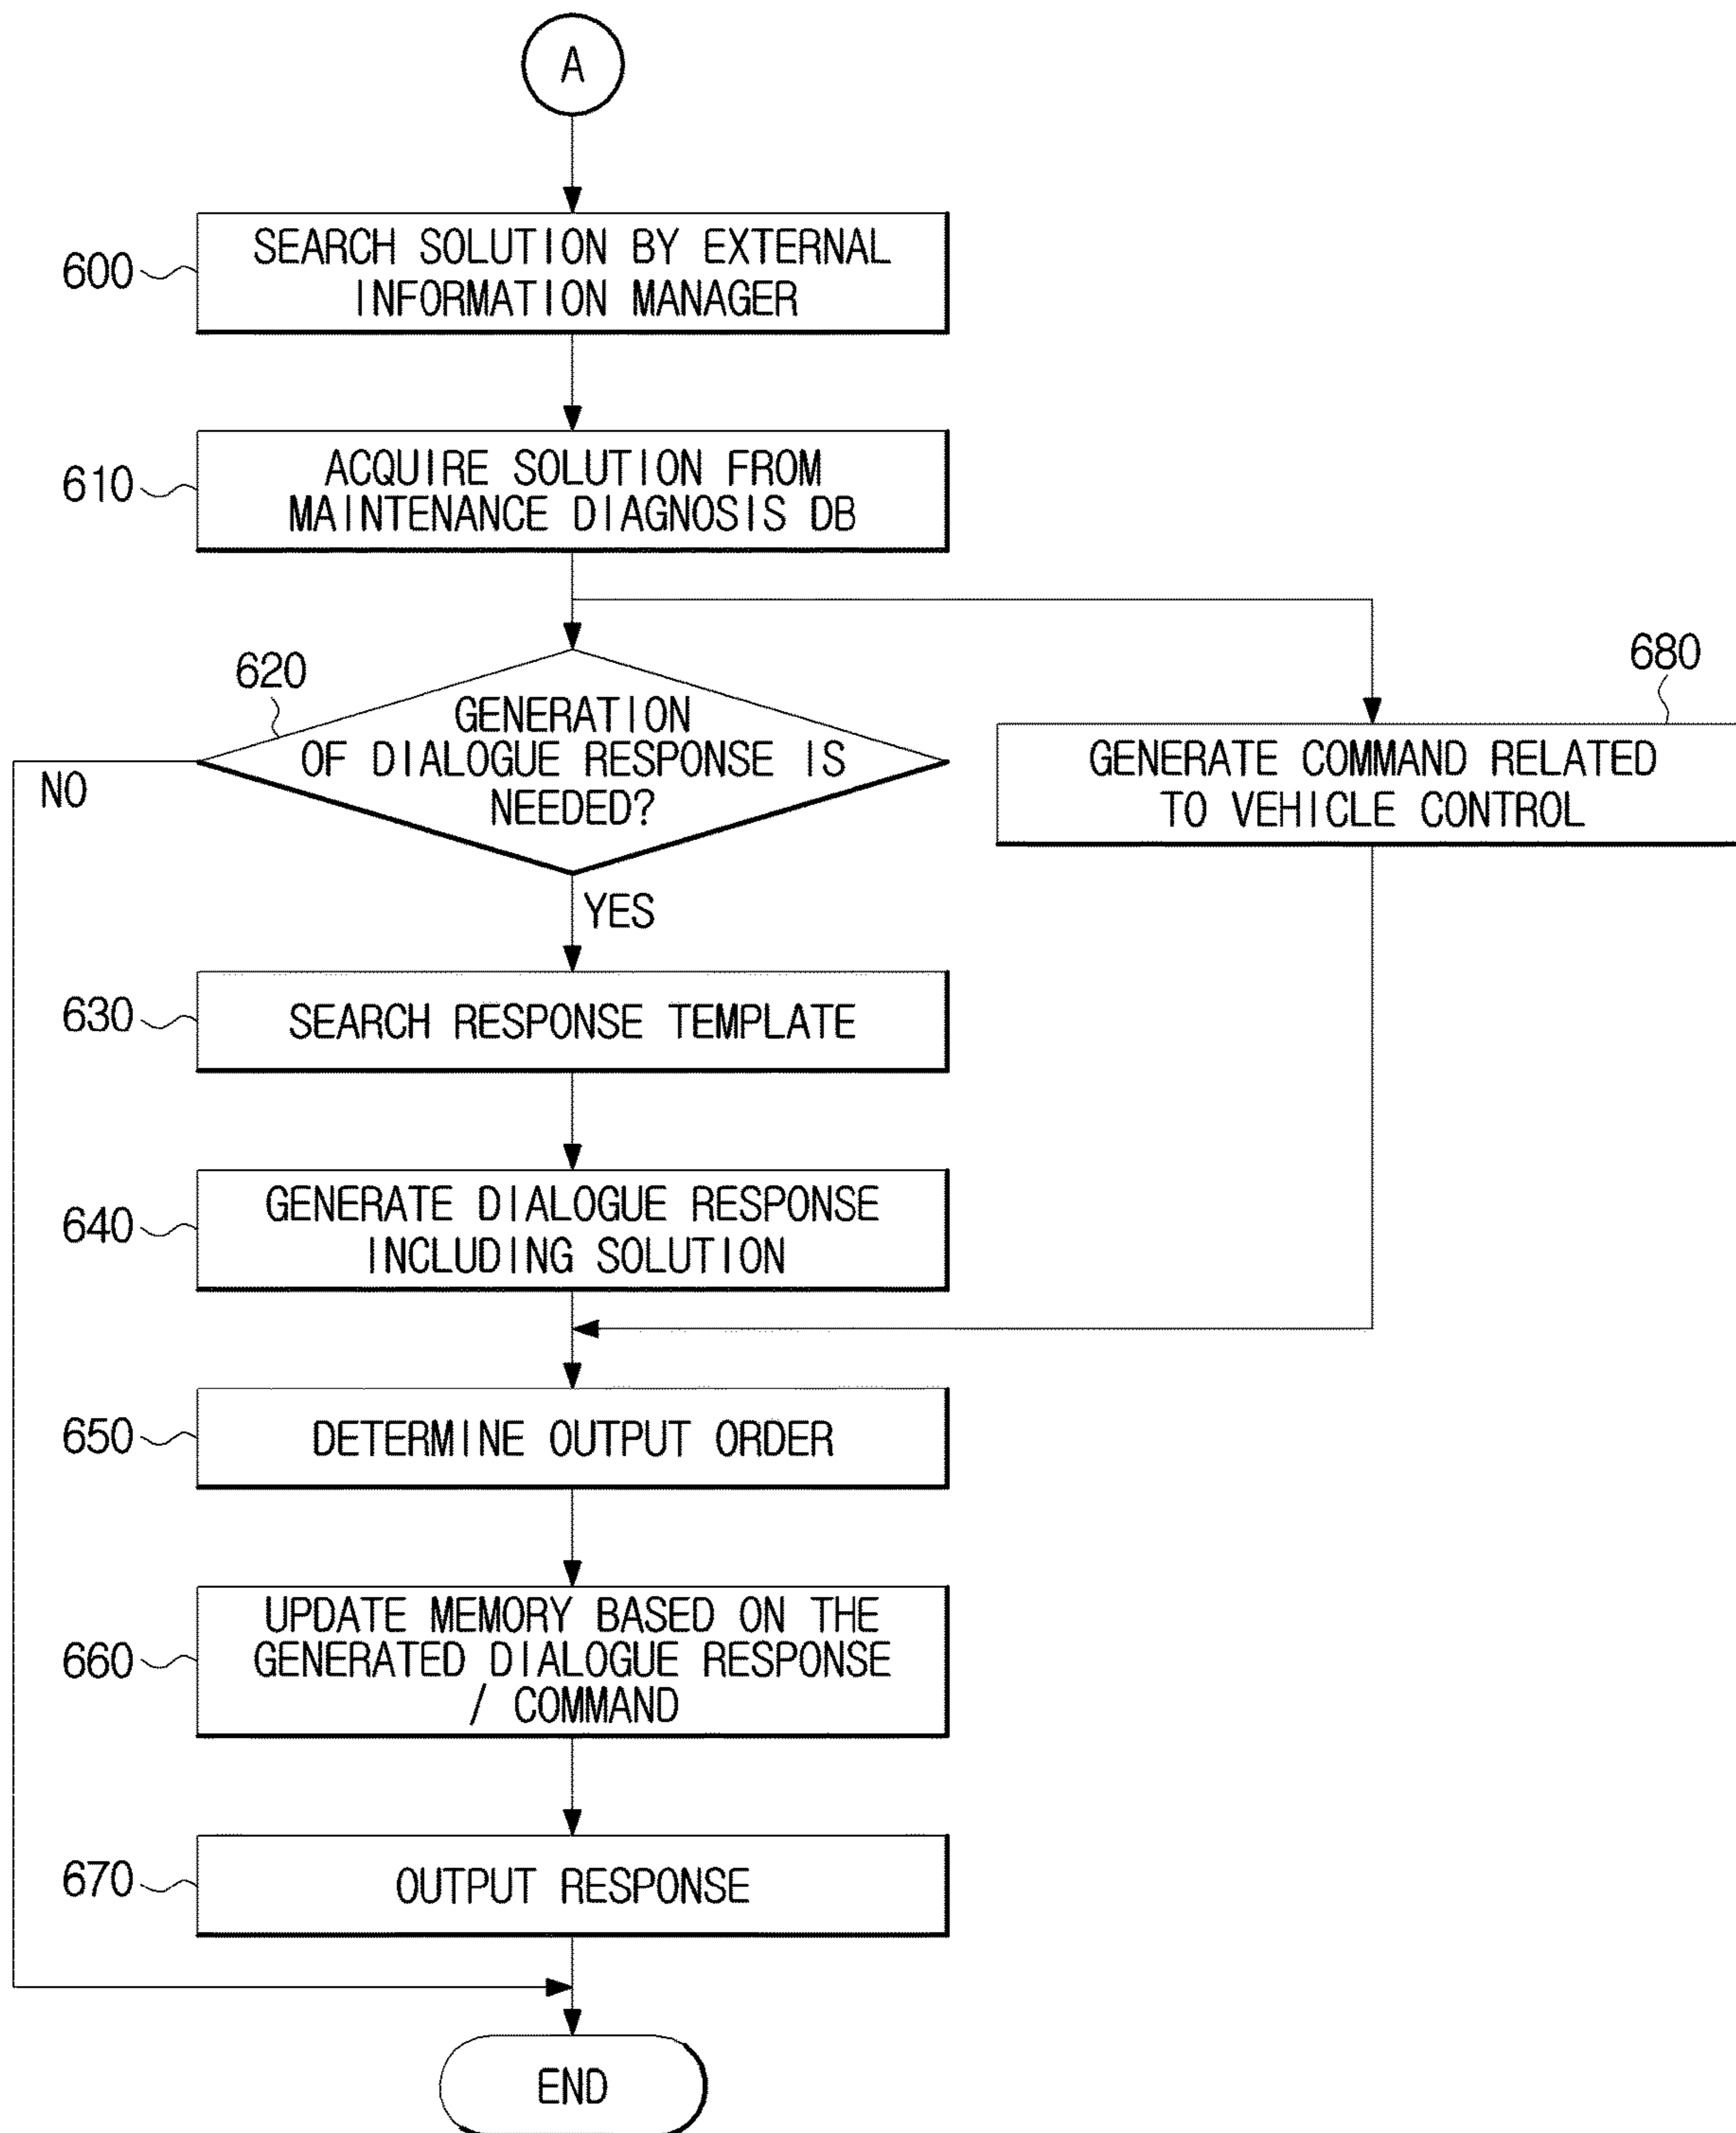 A
600
SEARCH SOLUTION BY EXTERNAL
INFORMATION MANAGER
610
ACQUIRE SOLUTION FROM
MAINTENANCE DIAGNOSIS DB
620
GENERATION
OF DIALOGUE RESPONSE IS
NEEDED?
NO
YES
680
GENERATE COMMAND RELATED
TO VEHICLE CONTROL
630
SEARCH RESPONSE TEMPLATE
640
GENERATE DIALOGUE RESPONSE
INCLUDING SOLUTION
650
DETERMINE OUTPUT ORDER
660
UPDATE MEMORY BASED ON THE
GENERATED DIALOGUE RESPONSE
/ COMMAND
670
OUTPUT RESPONSE
END